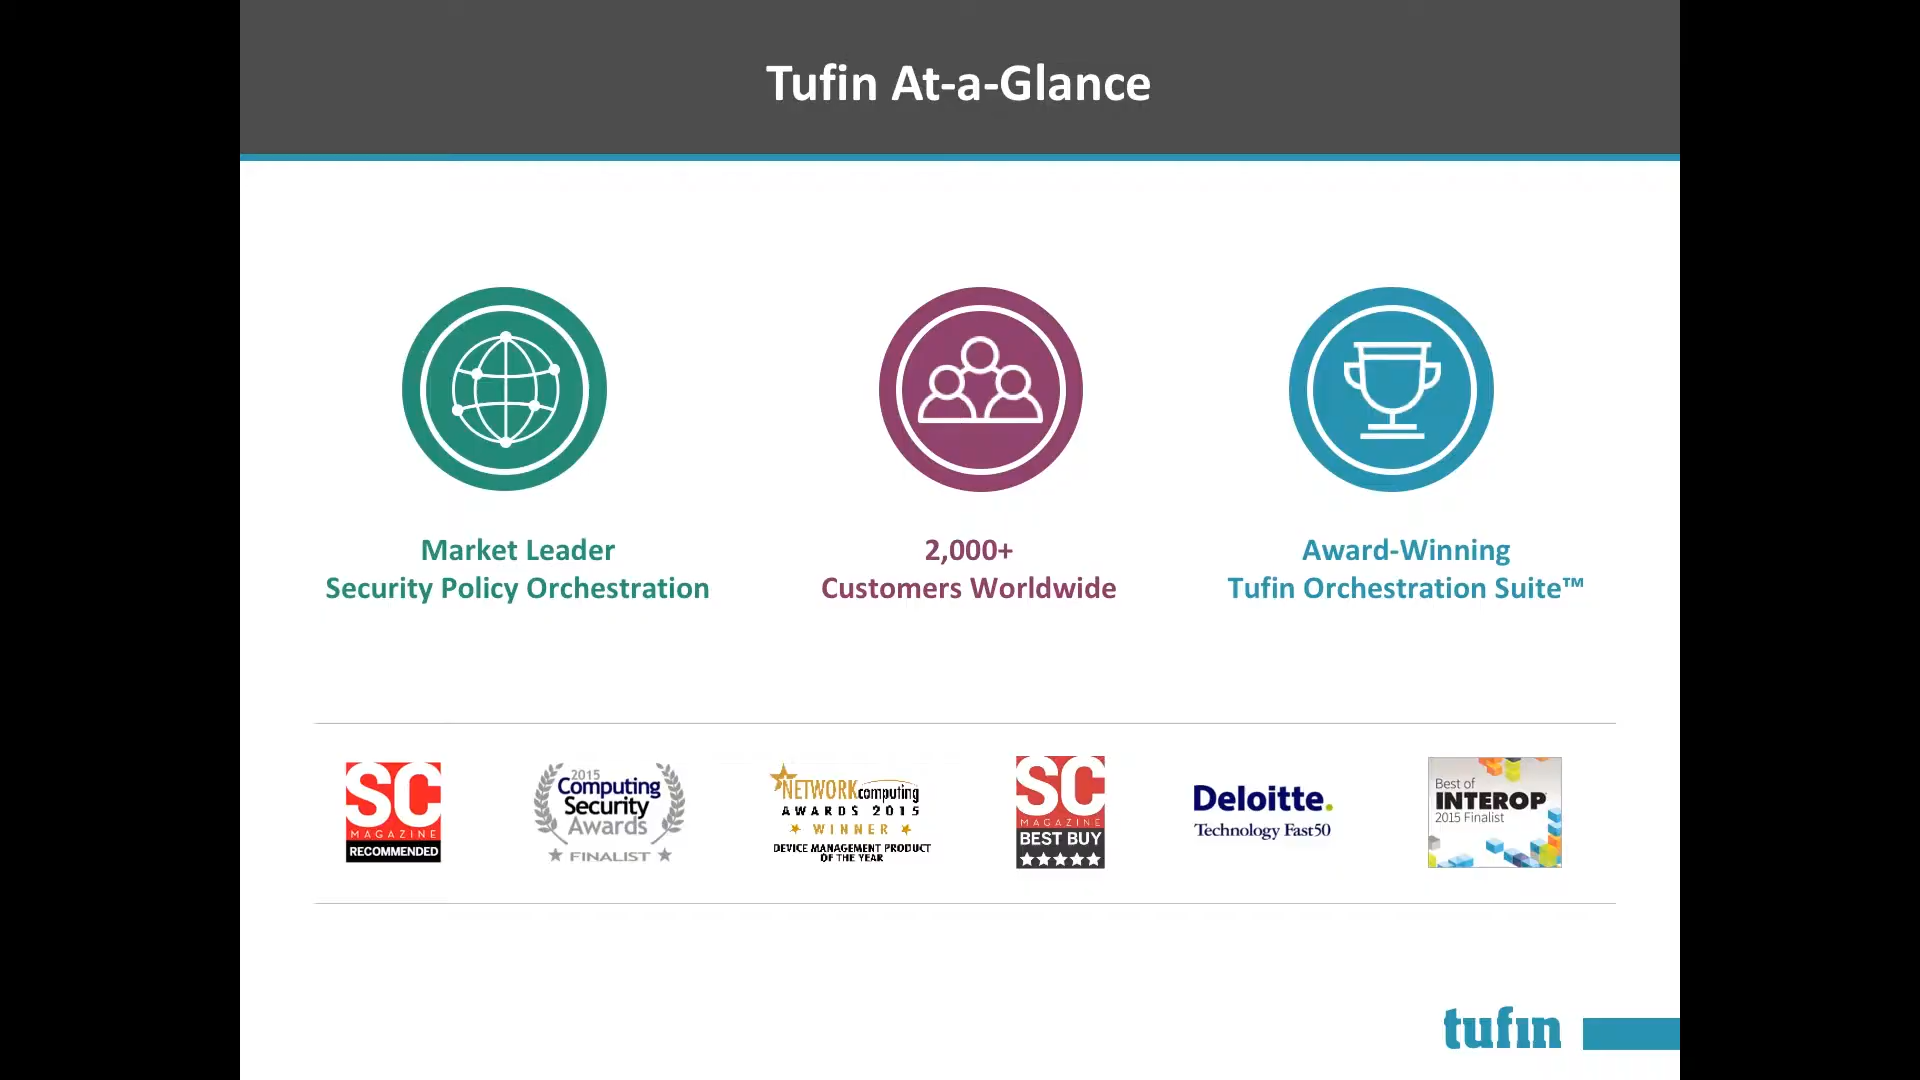 Tufin At-a-Glance
Market Leader
Security Policy Orchestration
2,000+
Customers Worldwide
Award-Winning
Tufin Orchestration Suite™
SC
MAGAZINE
RECOMMENDED
2015
Computing
Security
Awards
FINALIST
NETWORKcomputing
AWARDS 2015
WINNER
DEVICE MANAGEMENT PRODUCT
OF THE YEAR
SC
MAGAZINE
BEST BUY
Deloitte.
Technology Fast50
Best of
INTEROP
2015 Finalist
tufin